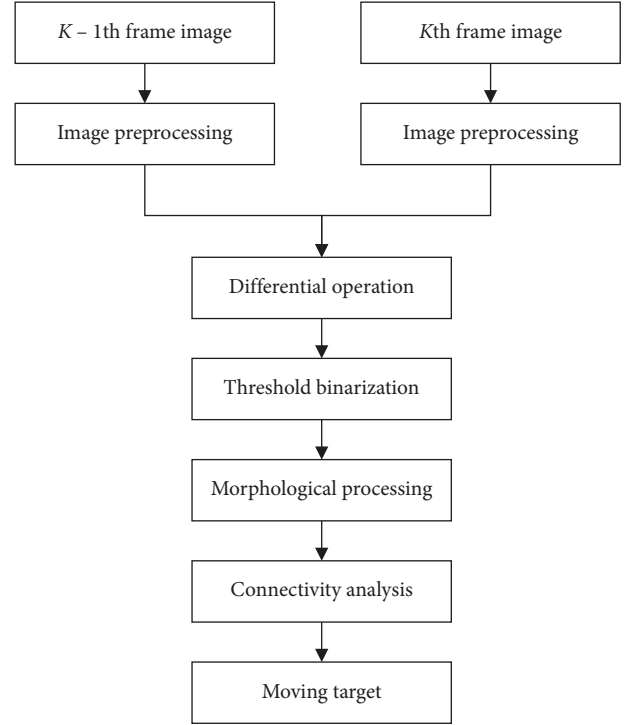 K – 1th frame image
Kth frame image
Image preprocessing
Image preprocessing
Differential operation
Threshold binarization
Morphological processing
Connectivity analysis
Moving target